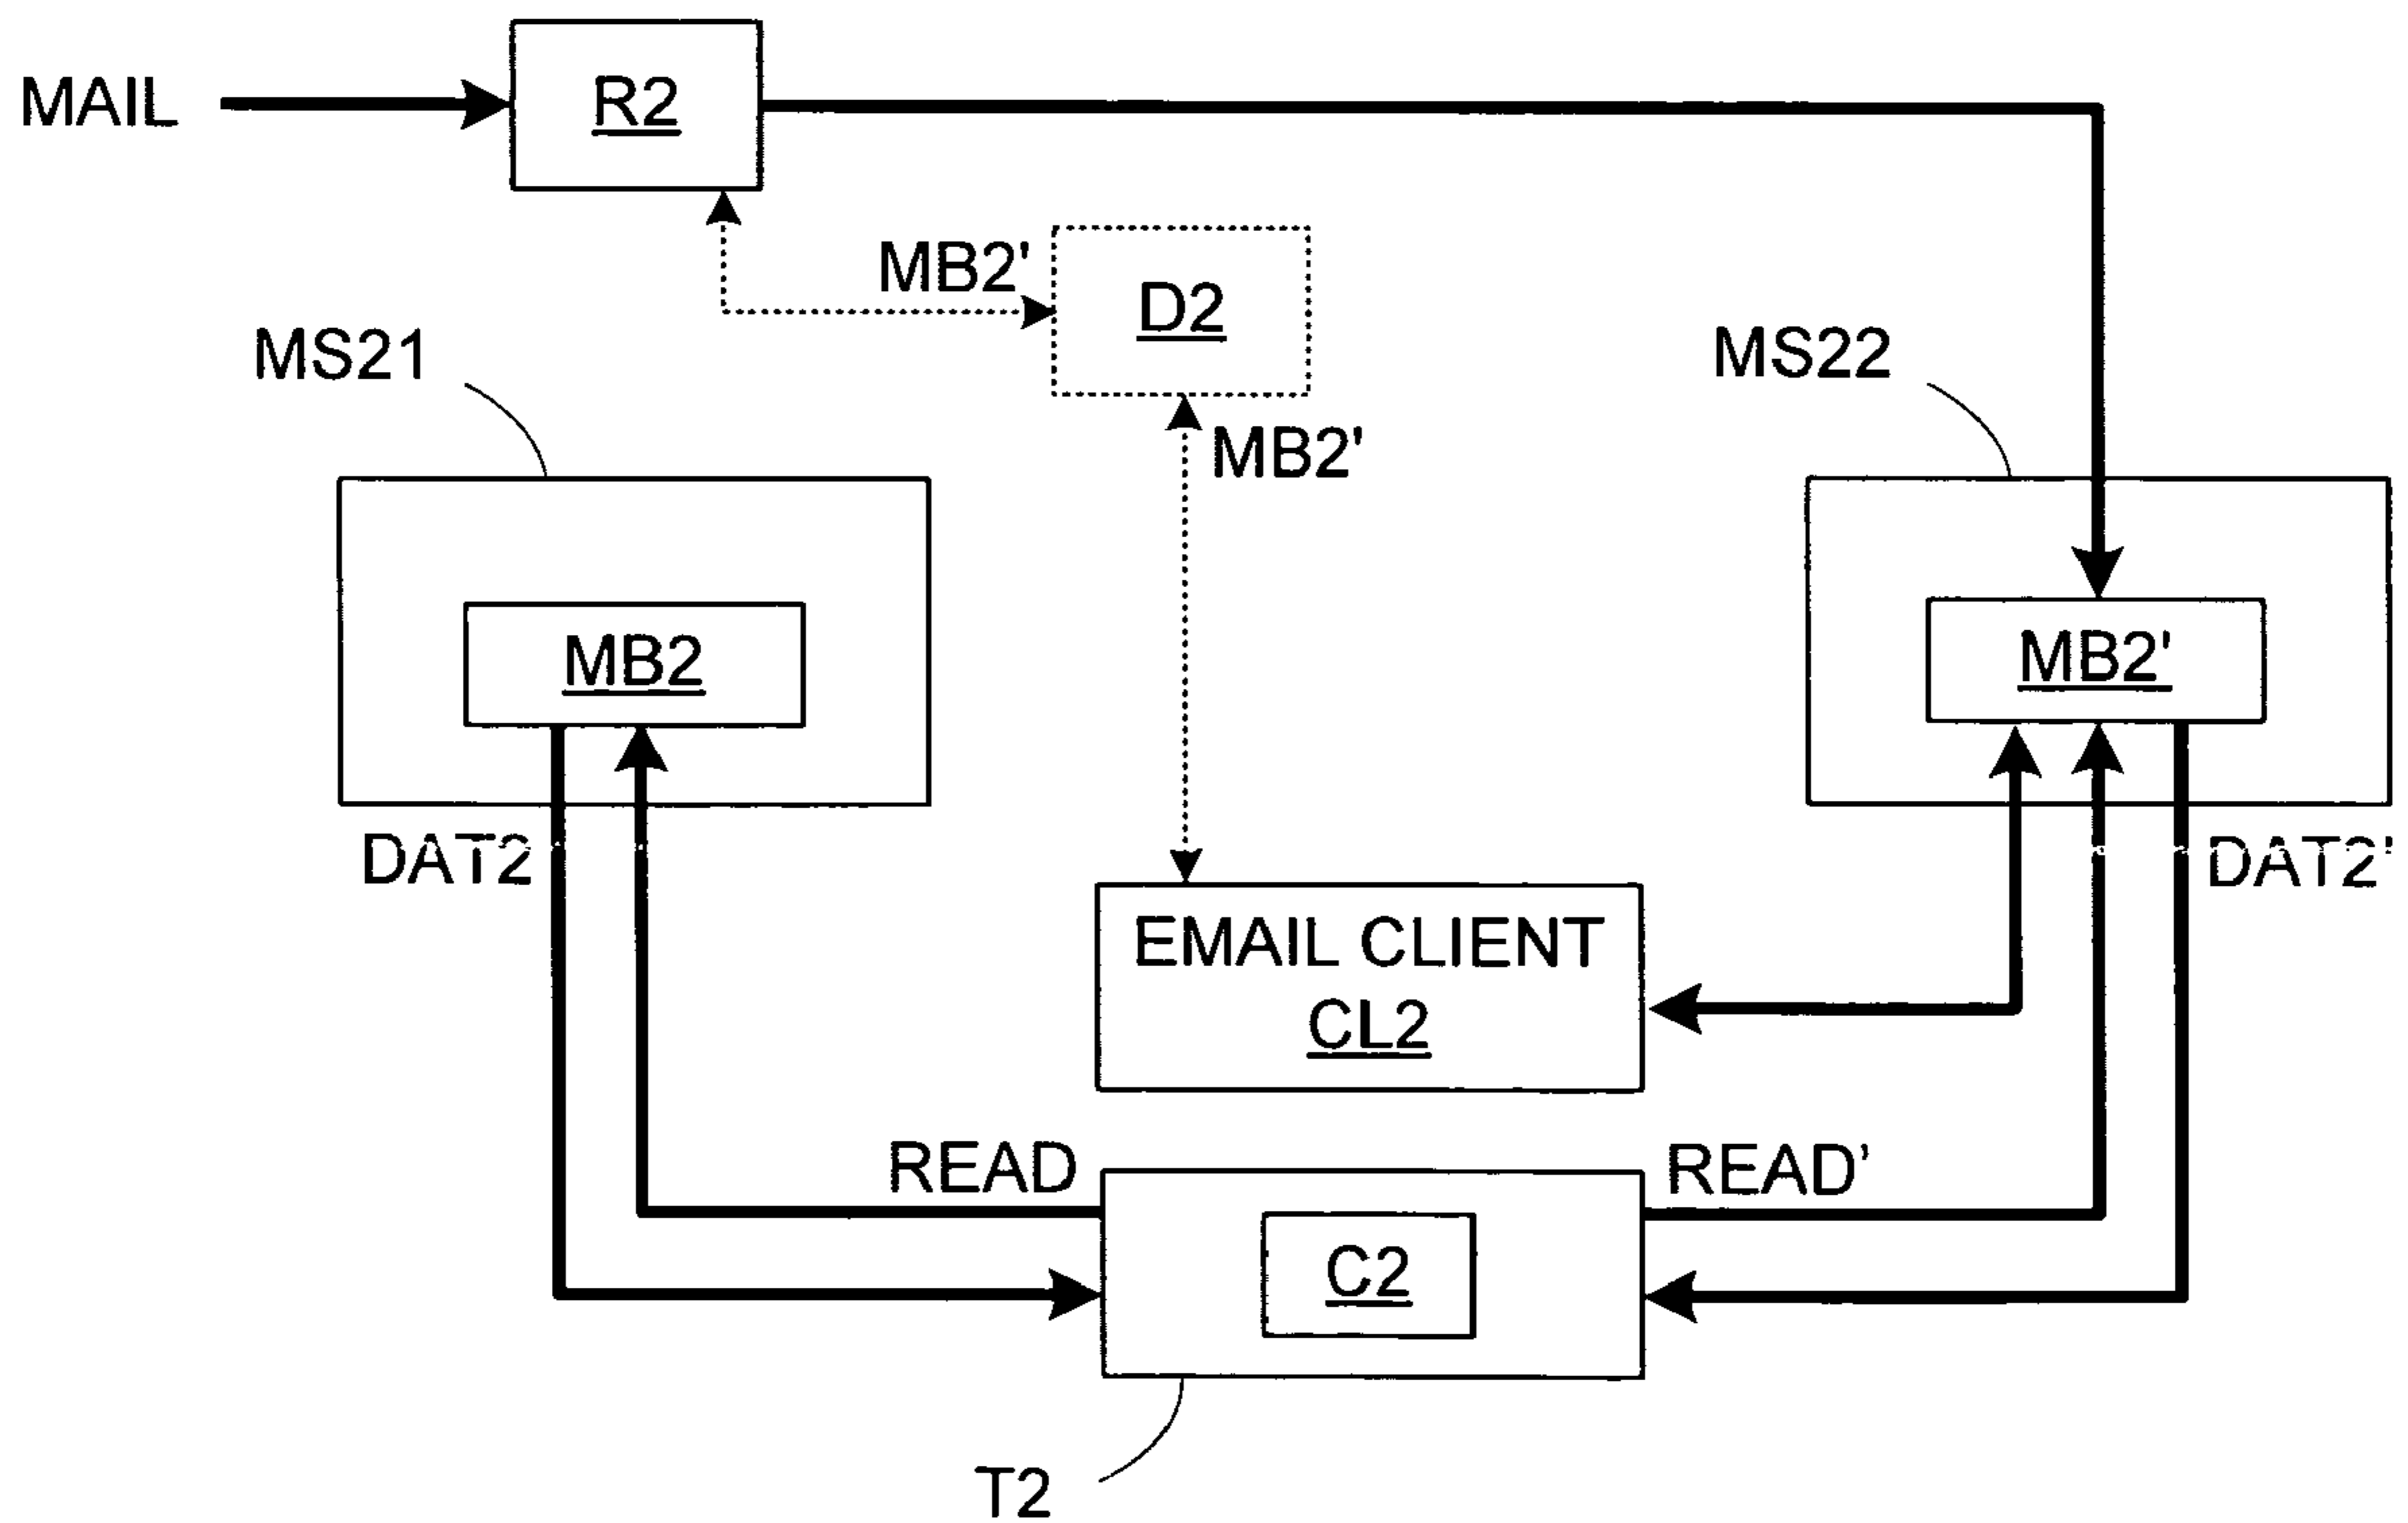 MAIL
R2
MB2'
D2
MS21
MS22
MB2'
MB2
MB2'
DAT2
DAT2'
EMAIL CLIENT
CL2
READ
READ’
C2
T2